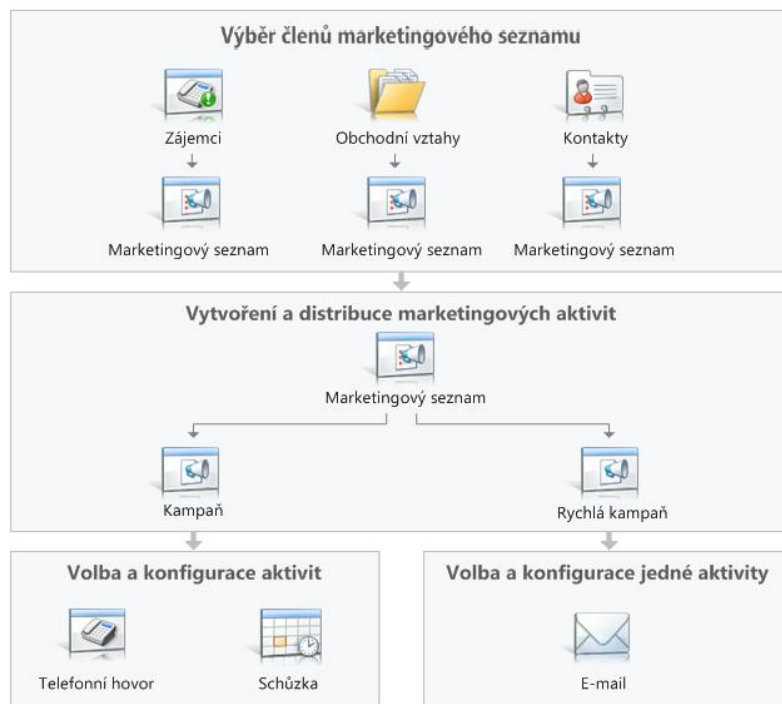 Výběr členů marketingového seznamu
Zájemci
Obchodní vztahy
Kontakty
Marketingový seznam
Marketingový seznam
Marketingový seznam
Vytvoření a distribuce marketingových aktivit
Marketingový seznam
Kampaň
Rychlá kampaň
Volba a konfigurace aktivit
Volba a konfigurace jedné aktivity
Telefonní hovor
Schůzka
E-mail